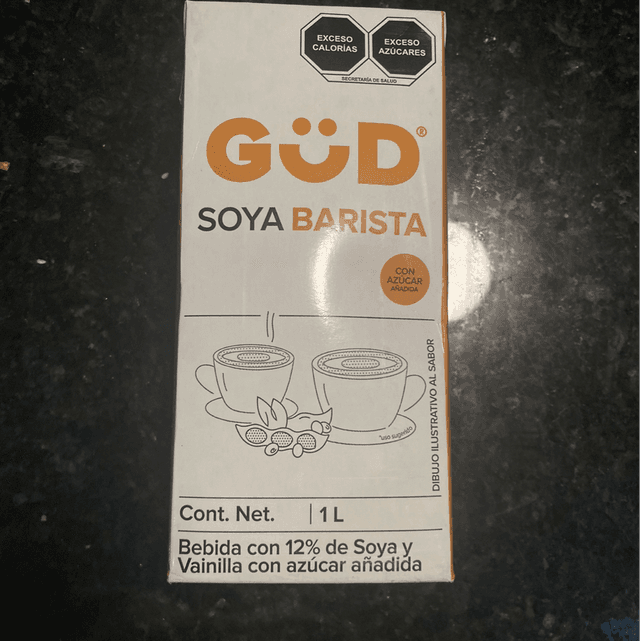 EXCESO
CALORÍAS
EXCESO
AZÚCARES
SECRETARÍA DE SALUD
GÜD®
SOYA BARISTA
CON
AZÚCAR
AÑADIDA
DIBUJO ILUSTRATIVO AL SABOR
*uso sugerido
Cont. Net. | 1 L
Bebida con 12% de Soya y
Vainilla con azúcar añadida